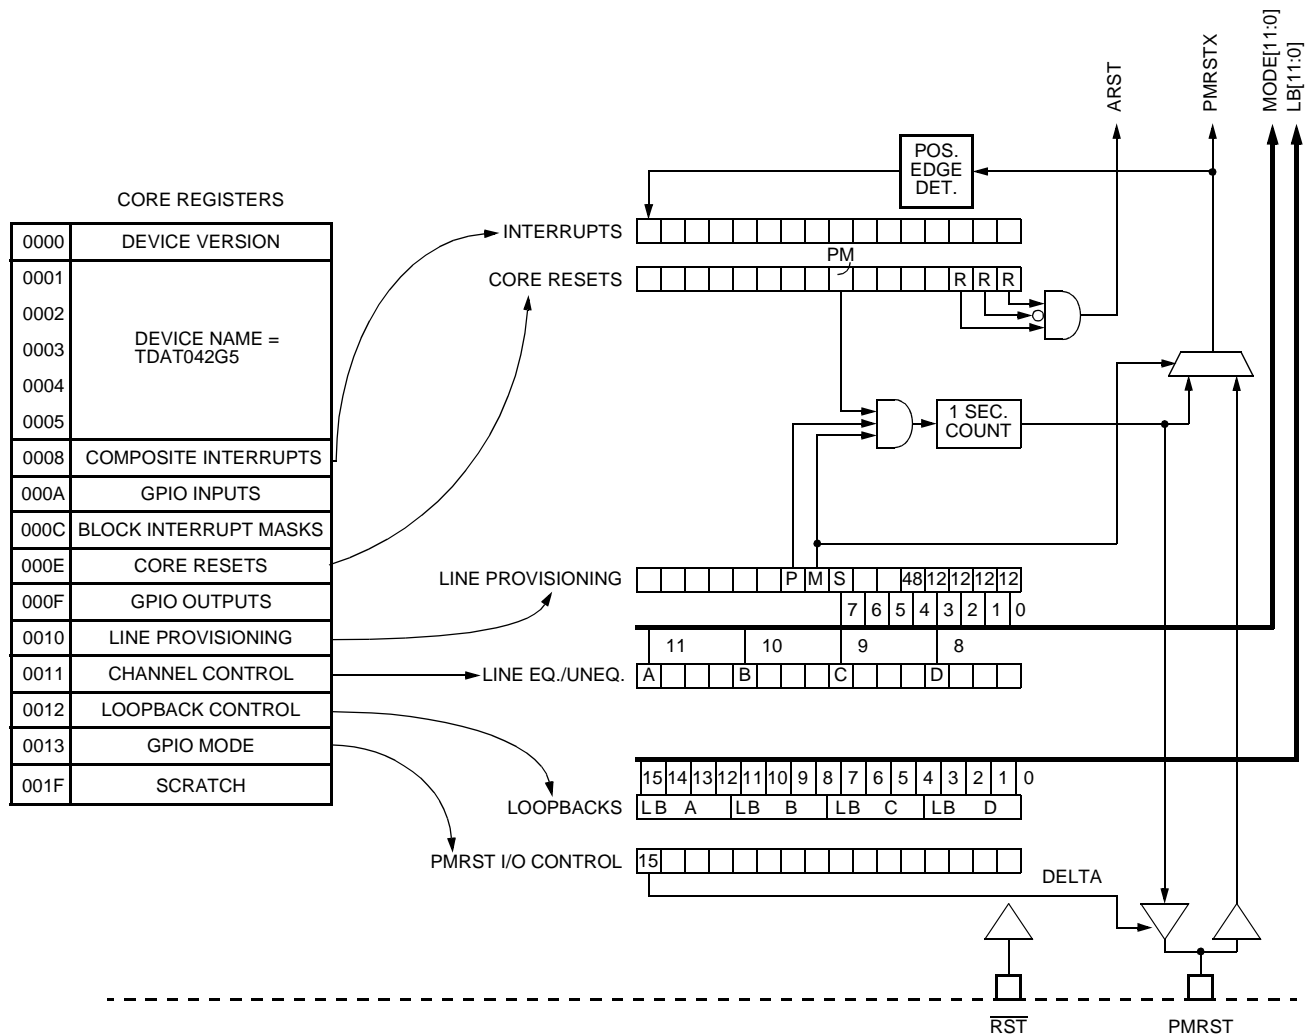 ARST
PMRSTX
MODE[11:0]
LB[11:0]
POS.
EDGE
DET.
CORE REGISTERS
0000 DEVICE VERSION
0001
0002
0003
0004
0005
DEVICE NAME =
TDAT042G5
0008 COMPOSITE INTERRUPTS
000A GPIO INPUTS
000C BLOCK INTERRUPT MASKS
000E CORE RESETS
000F GPIO OUTPUTS
0010 LINE PROVISIONING
0011 CHANNEL CONTROL
0012 LOOPBACK CONTROL
0013 GPIO MODE
001F SCRATCH
INTERRUPTS
PM
CORE RESETS R R R
1 SEC.
COUNT
LINE PROVISIONING P M S 48 12 12 12 12
7 6 5 4 3 2 1 0
11 10 9 8
LINE EQ./UNEQ. A B C D
15 14 13 12 11 10 9 8 7 6 5 4 3 2 1 0
LOOPBACKS LB A LB B LB C LB D
PMRST I/O CONTROL 15
DELTA
RST
PMRST